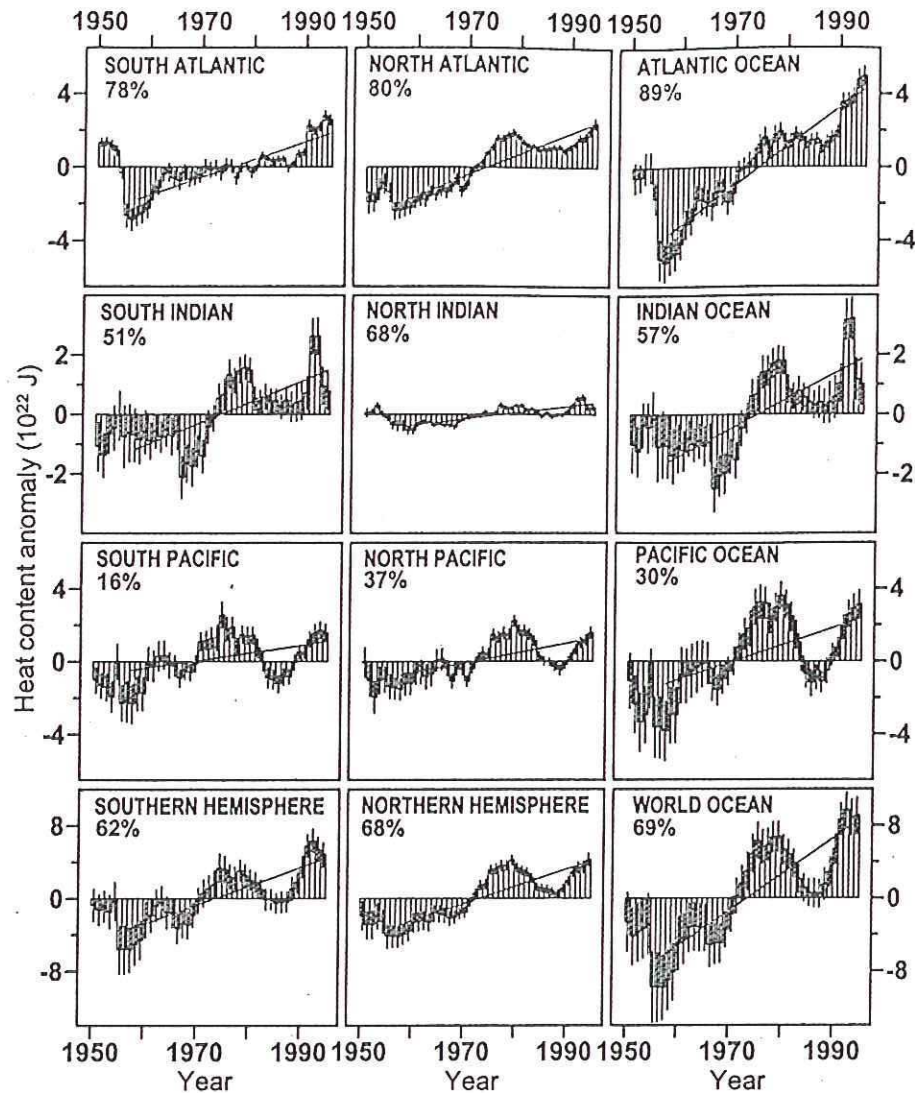 1950 1970 1990 1950 1970 1990 1950 1970 1990
SOUTH ATLANTIC
78%
NORTH ATLANTIC
80%
ATLANTIC OCEAN
89%
4 0 -4
4 0 -4
SOUTH INDIAN
51%
NORTH INDIAN
68%
INDIAN OCEAN
57%
2 0 -2
2 0 -2
SOUTH PACIFIC
16%
NORTH PACIFIC
37%
PACIFIC OCEAN
30%
4 0 -4
4 0 -4
SOUTHERN HEMISPHERE
62%
NORTHERN HEMISPHERE
68%
WORLD OCEAN
69%
8 0 -8
8 0 -8
Heat content anomaly (10²² J)
1950 1970 1990 1950 1970 1990 1950 1970 1990
Year Year Year